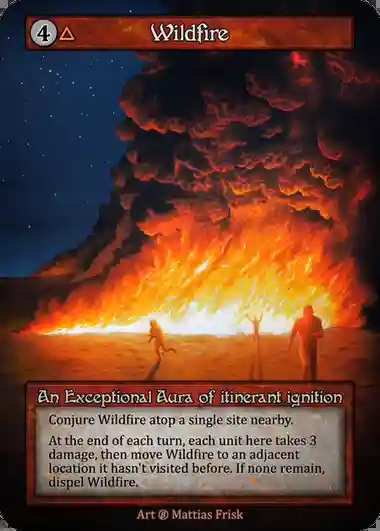 4 Wildfire
An Exceptional Aura of itinerant ignition
Conjure Wildfire atop a single site nearby.
At the end of each turn, each unit here takes 3
damage, then move Wildfire to an adjacent
location it hasn't visited before. If none remain,
dispel Wildfire.
Art @ Mattias Frisk